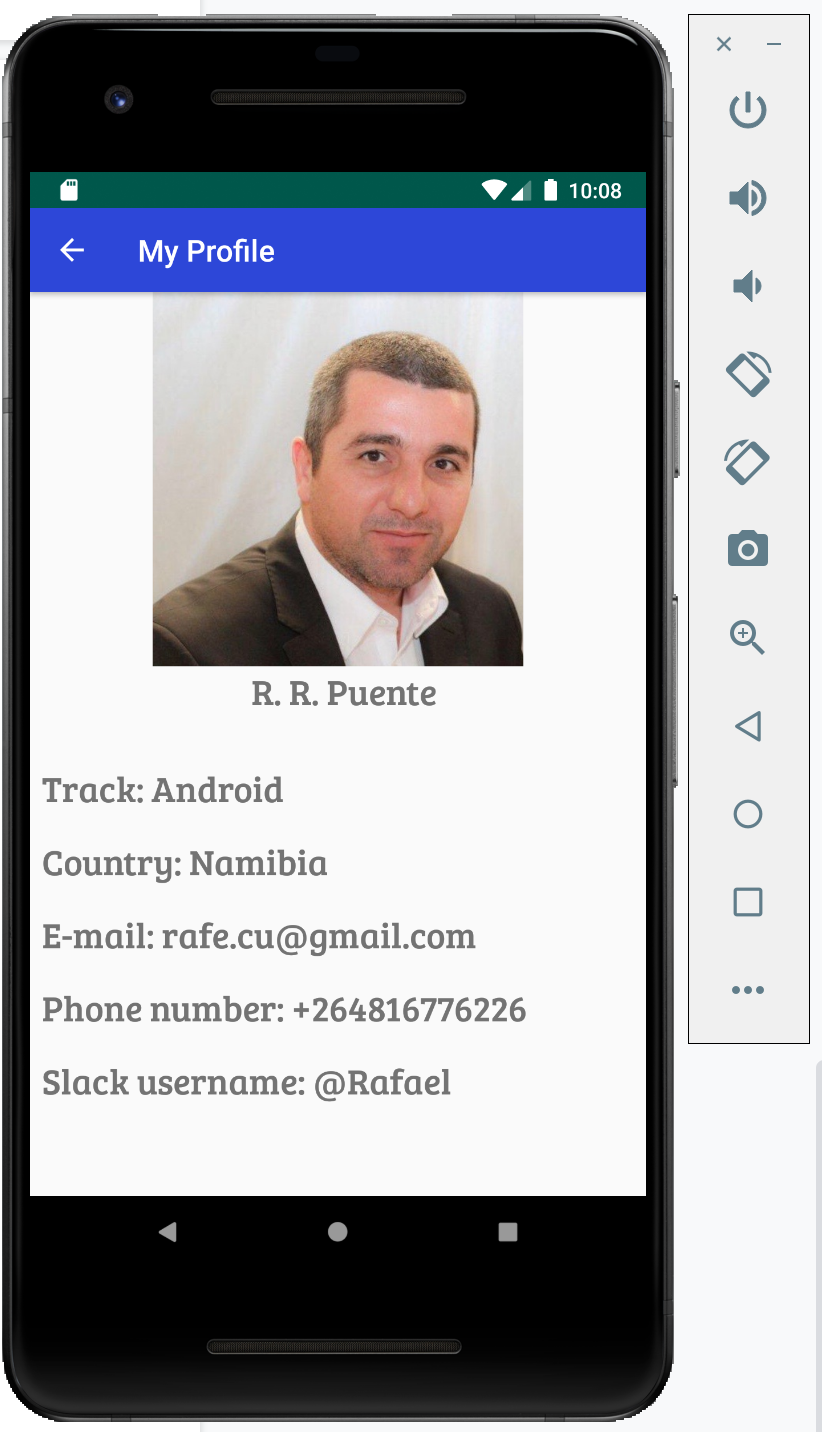 10:08
My Profile
R. R. Puente
Track: Android
Country: Namibia
E-mail: rafe.cu@gmail.com
Phone number: +264816776226
Slack username: @Rafael